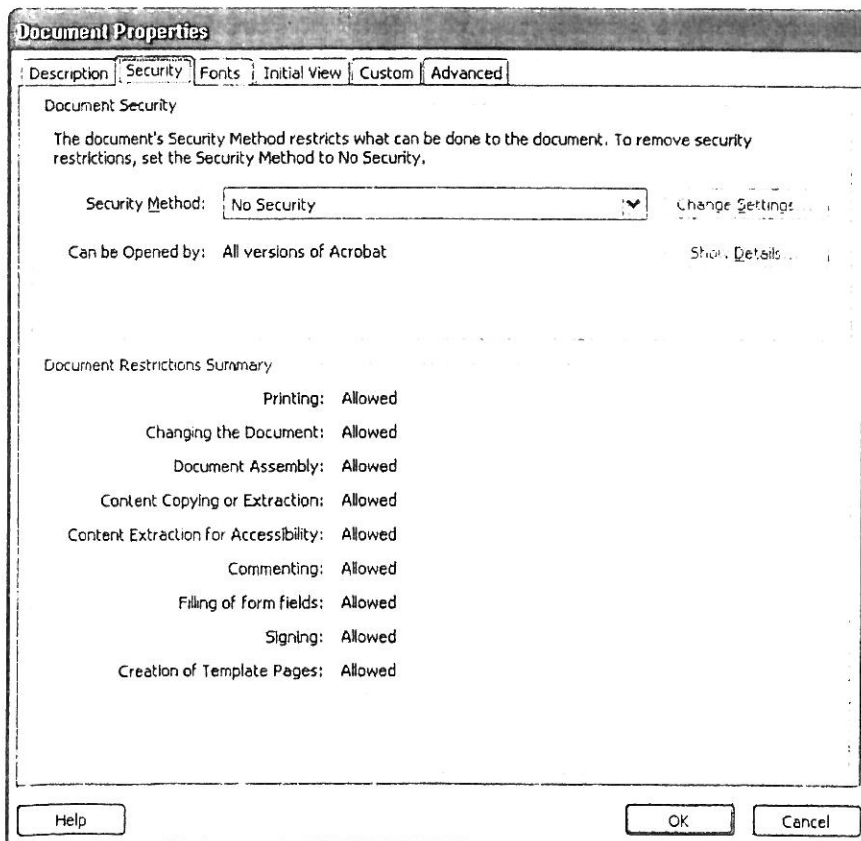 Document Properties
Description Security Fonts Initial View Custom Advanced
Document Security
The document's Security Method restricts what can be done to the document. To remove security
restrictions, set the Security Method to No Security.
Security Method: No Security Change Settings...
Can be Opened by: All versions of Acrobat Show Details...
Document Restrictions Summary
Printing: Allowed
Changing the Document: Allowed
Document Assembly: Allowed
Content Copying or Extraction: Allowed
Content Extraction for Accessibility: Allowed
Commenting: Allowed
Filling of form fields: Allowed
Signing: Allowed
Creation of Template Pages: Allowed
Help OK Cancel